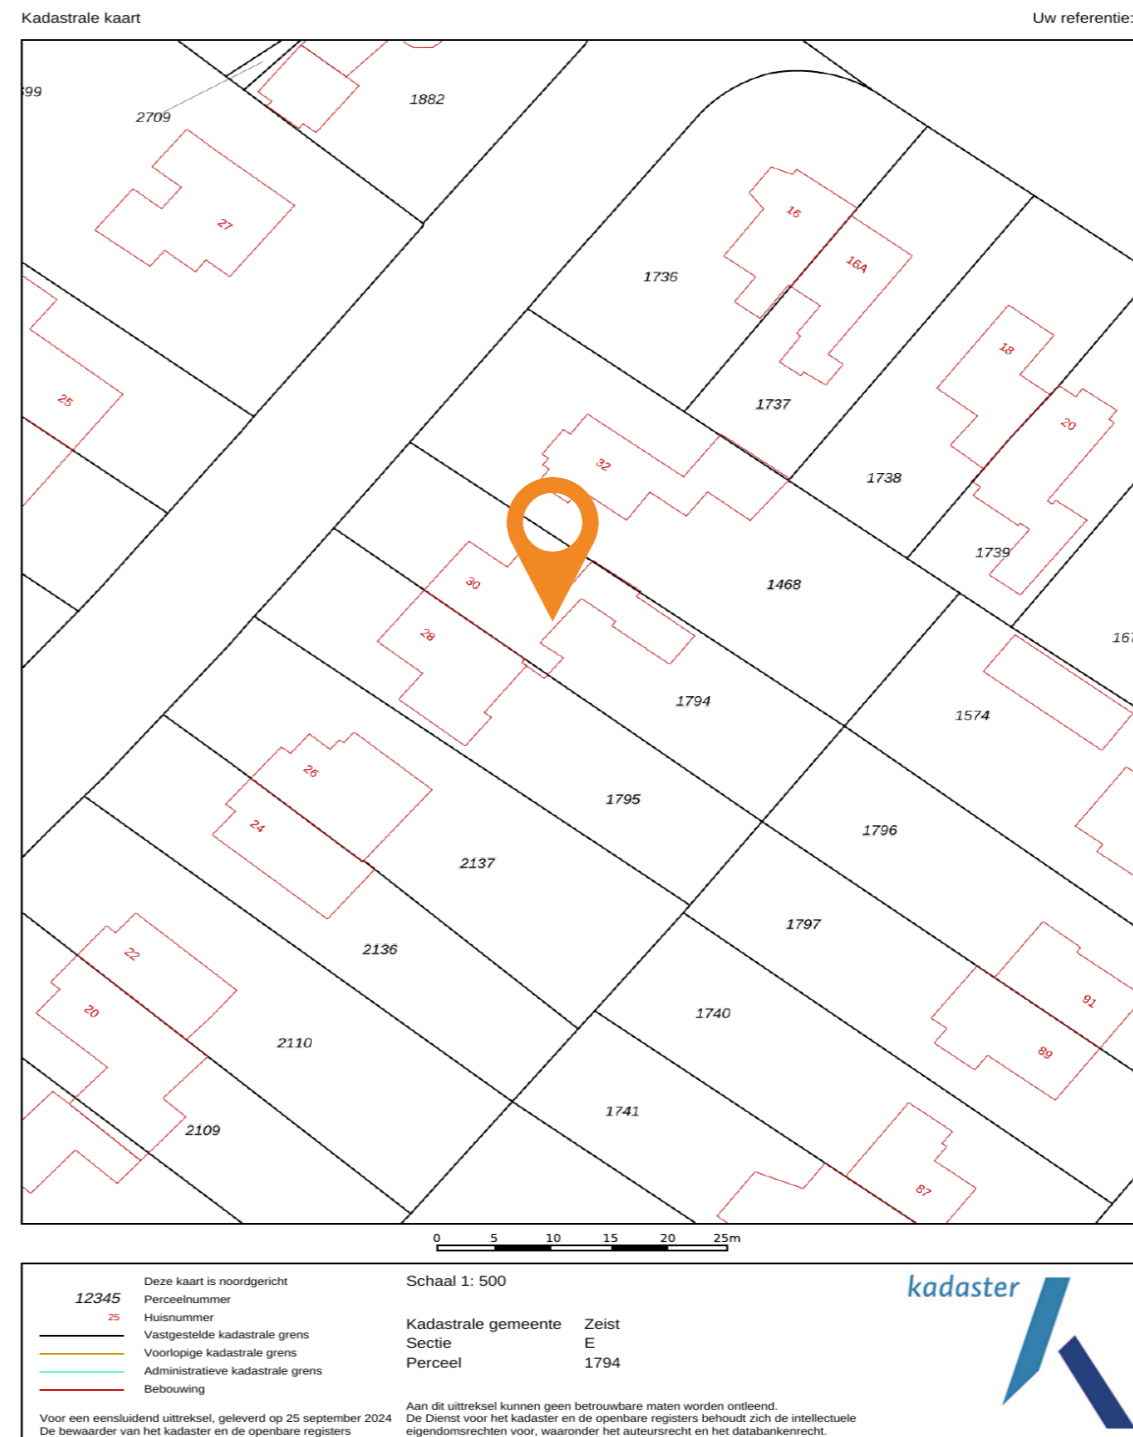 Kadastrale kaart
Uw referentie:
699
2709
1882
27
25
1736
16
16A
1737
18
20
1738
1739
32
1468
30
28
1794
1574
1795
1796
26
24
2137
2136
1797
1740
22
20
2110
91
89
1741
2109
87
0 5 10 15 20 25m
Deze kaart is noordgericht
12345 Perceelnummer
25 Huisnummer
Vastgestelde kadastrale grens
Voorlopige kadastrale grens
Administratieve kadastrale grens
Bebouwing
Voor een eensluidend uittreksel, geleverd op 25 september 2024
De bewaarder van het kadaster en de openbare registers
Schaal 1: 500
Kadastrale gemeente Zeist
Sectie E
Perceel 1794
Aan dit uittreksel kunnen geen betrouwbare maten worden ontleend.
De Dienst voor het kadaster en de openbare registers behoudt zich de intellectuele
eigendomsrechten voor, waaronder het auteursrecht en het databankenrecht.
kadaster